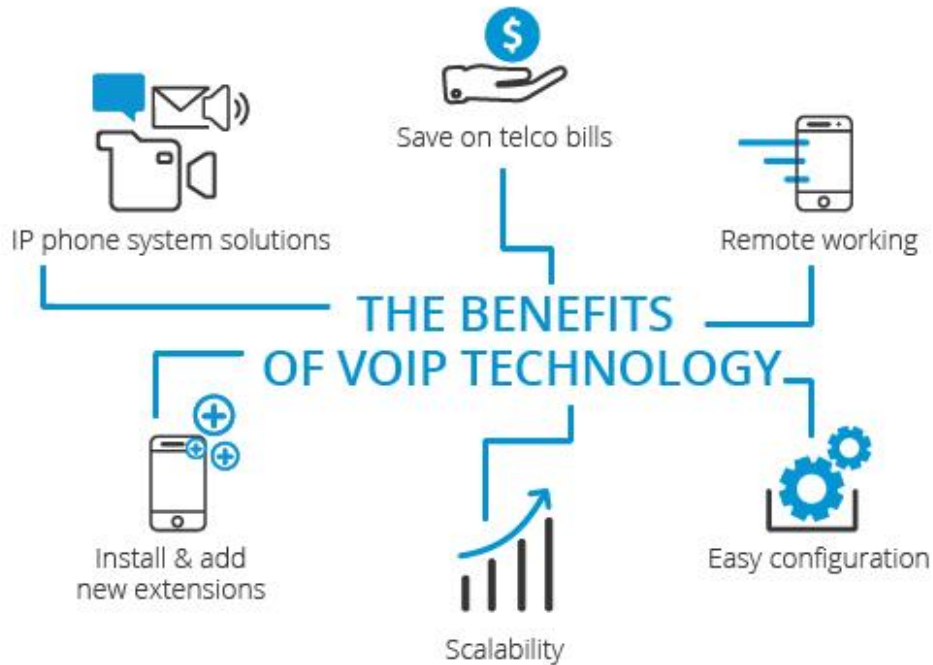 Save on telco bills
IP phone system solutions
Remote working
THE BENEFITS
OF VOIP TECHNOLOGY
Install & add
new extensions
Easy configuration
Scalability